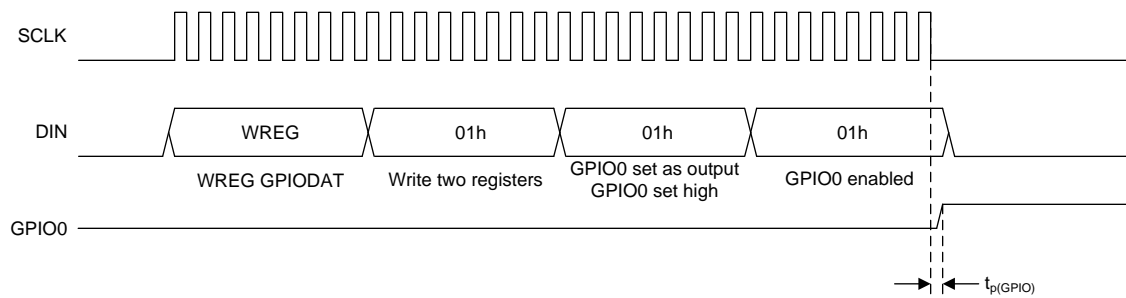 SCLK
DIN
WREG
01h
01h
01h
WREG GPIODAT
Write two registers
GPIO0 set as output
GPIO0 set high
GPIO0 enabled
GPIO0
tp(GPIO)